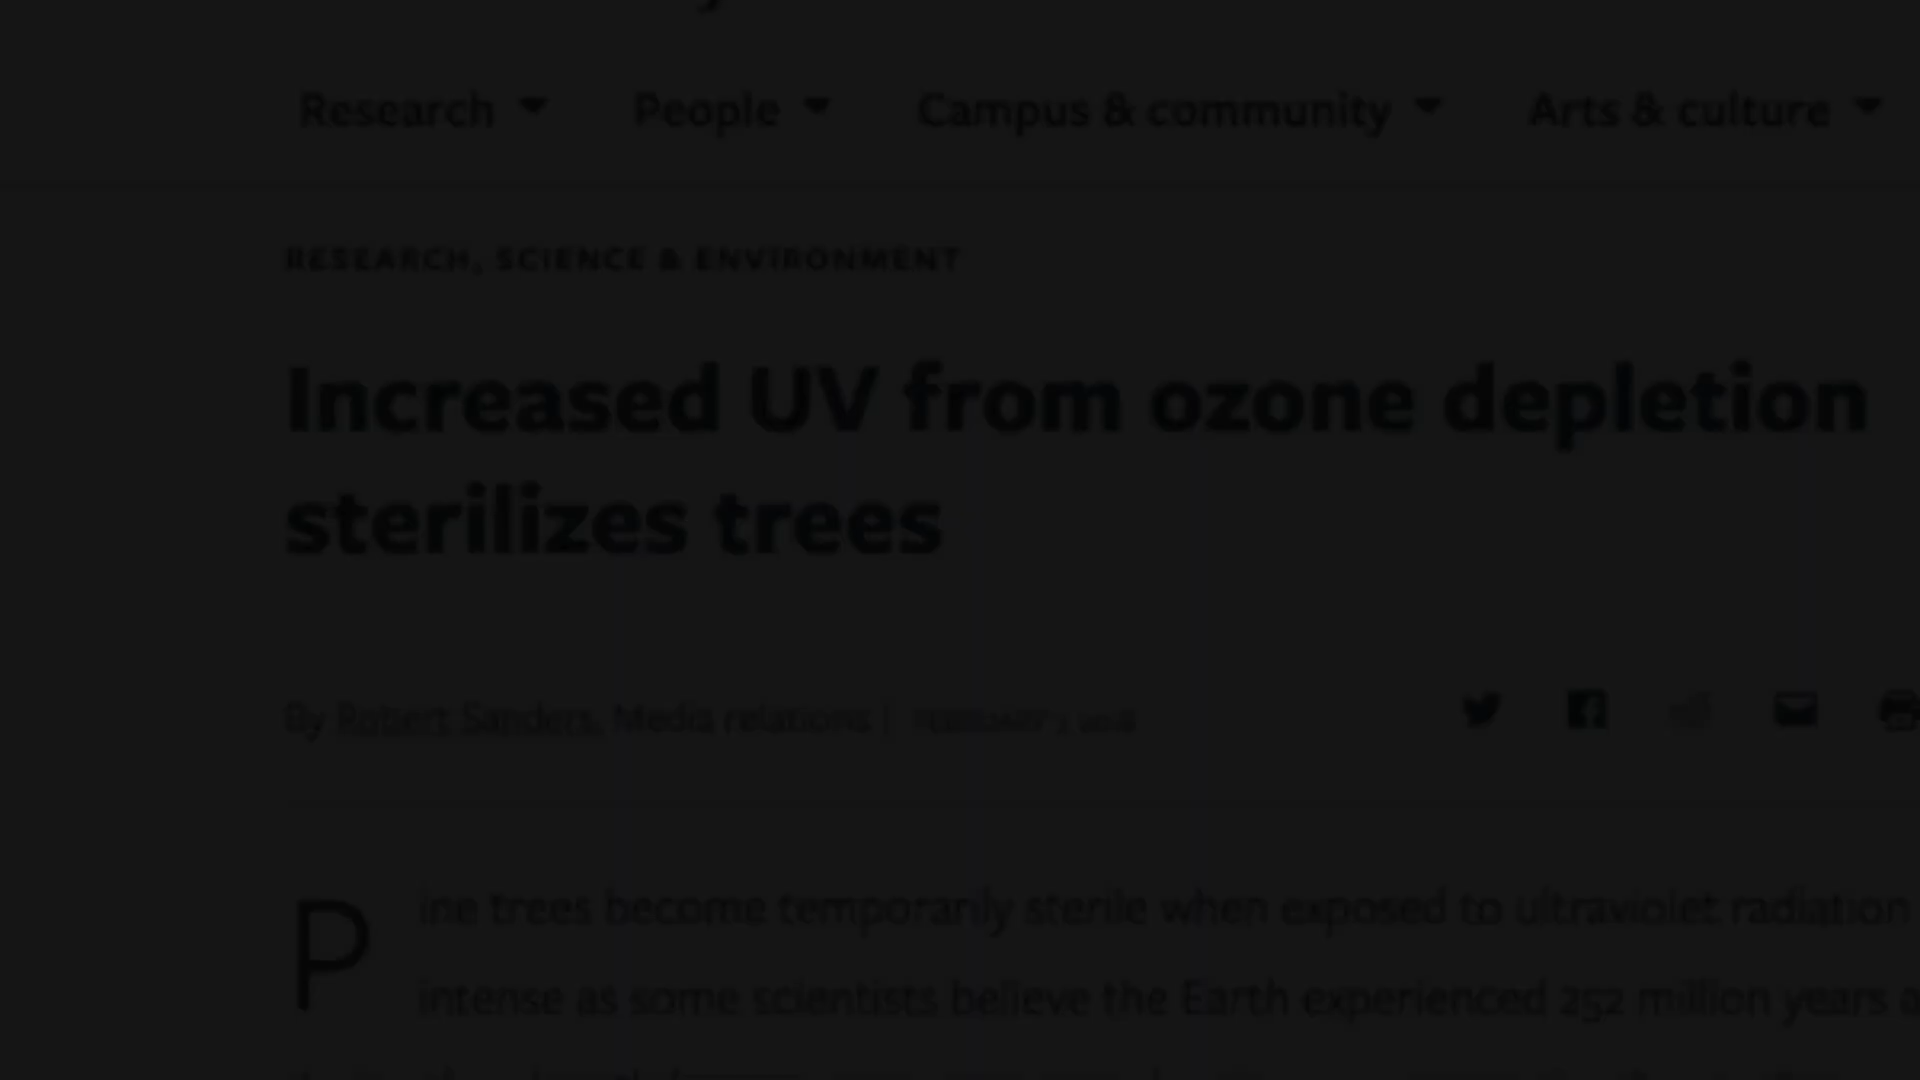 Research People Campus & community Arts & culture
RESEARCH, SCIENCE & ENVIRONMENT
Increased UV from ozone depletion
sterilizes trees
By Robert Sanders, Media relations |
Pine trees become temporarily sterile when exposed to ultraviolet radiation
intense as some scientists believe the Earth experienced 252 million years